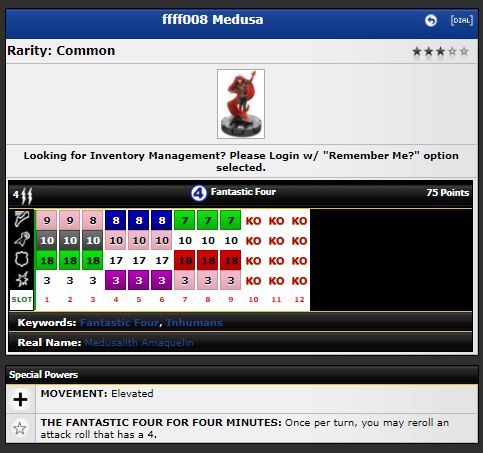 ffff008 Medusa
[DIAL]
Rarity: Common
Looking for Inventory Management? Please Login w/ "Remember Me?" option
selected.
4 4 Fantastic Four 75 Points
9 9 8 8 8 8 7 7 7 KO KO KO
10 10 10 10 10 10 10 10 10 KO KO KO
18 18 18 17 17 17 18 18 18 KO KO KO
3 3 3 3 3 3 3 3 3 KO KO KO
SLOT 1 2 3 4 5 6 7 8 9 10 11 12
Keywords: Fantastic Four, Inhumans
Real Name: Medusalith Amaquelin
Special Powers
MOVEMENT: Elevated
THE FANTASTIC FOUR FOR FOUR MINUTES: Once per turn, you may reroll an
attack roll that has a 4.